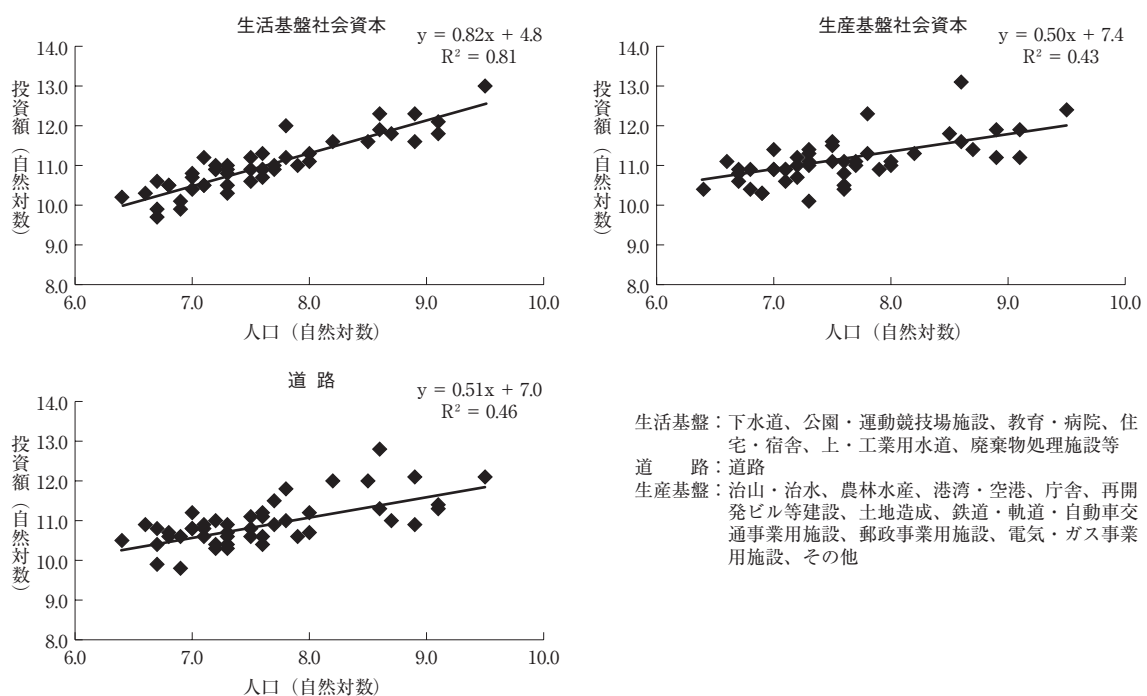 生活基盤社会資本
y = 0.82x + 4.8
R² = 0.81
投資額（自然対数）
14.0
13.0
12.0
11.0
10.0
9.0
8.0
6.0
7.0
8.0
9.0
10.0
人口（自然対数）
生産基盤社会資本
y = 0.50x + 7.4
R² = 0.43
投資額（自然対数）
14.0
13.0
12.0
11.0
10.0
9.0
8.0
6.0
7.0
8.0
9.0
10.0
人口（自然対数）
道 路
y = 0.51x + 7.0
R² = 0.46
投資額（自然対数）
14.0
13.0
12.0
11.0
10.0
9.0
8.0
6.0
7.0
8.0
9.0
10.0
人口（自然対数）
生活基盤：下水道、公園・運動競技場施設、教育・病院、住
宅・宿舎、上・工業用水道、廃棄物処理施設等
道　　路：道路
生産基盤：治山・治水、農林水産、港湾・空港、庁舎、再開
発ビル等建設、土地造成、鉄道・軌道・自動車交
通事業用施設、郵政事業用施設、電気・ガス事業
用施設、その他